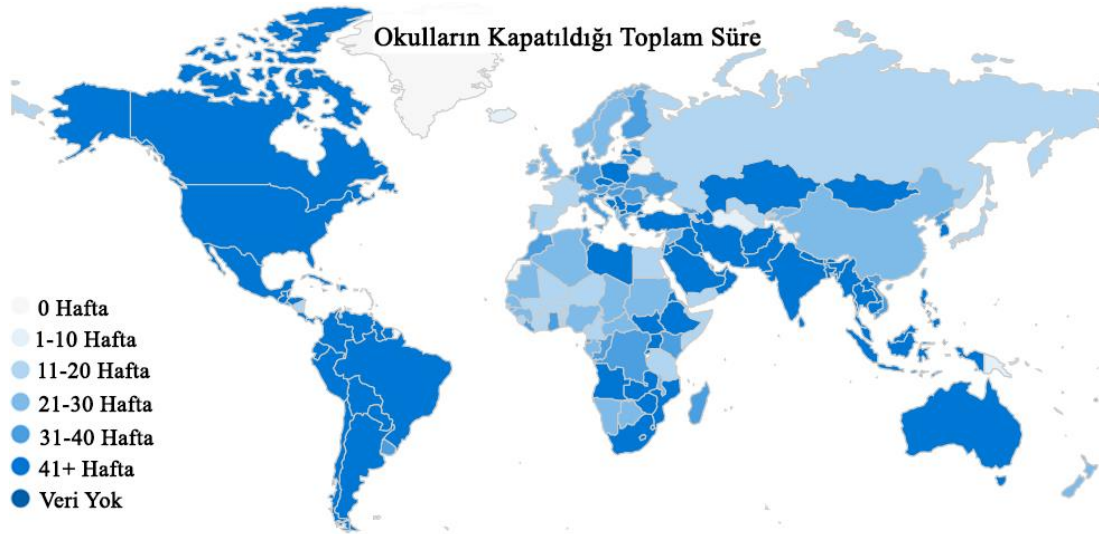 Okulların Kapatıldığı Toplam Süre
0 Hafta
1-10 Hafta
11-20 Hafta
21-30 Hafta
31-40 Hafta
41+ Hafta
Veri Yok